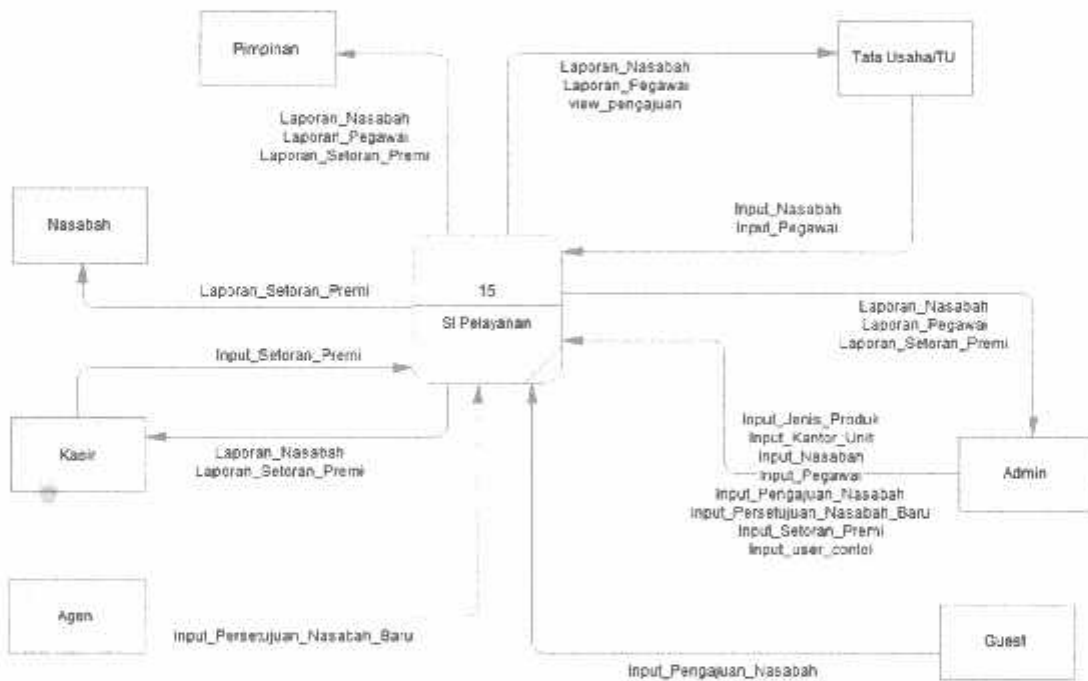 Pimpinan
Tata Usaha/TU
Laporan_Nasabah
Laporan_Pegawai
view_pengajuan
Laporan_Nasabah
Laporan_Pegawai
Laporan_Setoran_Premi
Input_Nasabah
Input_Pegawai
Nasabah
Laporan_Setoran_Premi
15
SI Pelayanan
Laporan_Nasabah
Laporan_Pegawai
Laporan_Setoran_Premi
Input_Setoran_Premi
Kasir
Laporan_Nasabah
Laporan_Setoran_Premi
Input_Jenis_Produk
Input_Kantor_Unit
Input_Nasabah
Input_Pegawai
Input_Pengajuan_Nasabah
Input_Persetujuan_Nasabah_Baru
Input_Setoran_Premi
Input_user_contol
Admin
Agen
Input_Persetujuan_Nasabah_Baru
Guest
Input_Pengajuan_Nasabah